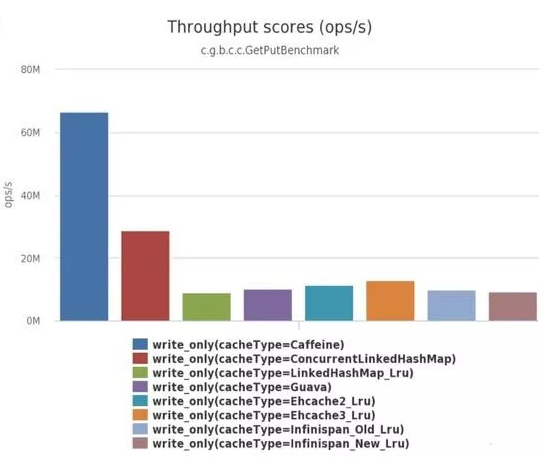 Throughput scores (ops/s)
c.g.b.c.c.GetPutBenchmark
80M
60M
40M
20M
0M
ops/s
write_only(cacheType=Caffeine)
write_only(cacheType=ConcurrentLinkedHashMap)
write_only(cacheType=LinkedHashMap_Lru)
write_only(cacheType=Guava)
write_only(cacheType=Ehcache2_Lru)
write_only(cacheType=Ehcache3_Lru)
write_only(cacheType=Infinispan_Old_Lru)
write_only(cacheType=Infinispan_New_Lru)